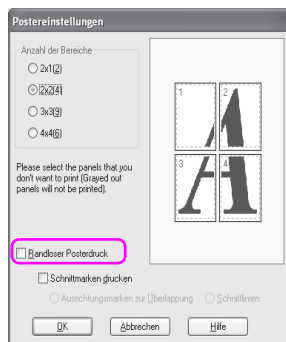 Postereinstellungen
Anzahl der Bereiche
2x1(2)
2x2(4)
3x3(9)
4x4(6)
Please select the panels that you
don't want to print (Grayed out
panels will not be printed).
Randloser Posterdruck
Schnittmarken drucken
Ausrichtungsmarken zur Überlappung
Schnittlinien
OK
Abbrechen
Hilfe
1
2
3
4
A